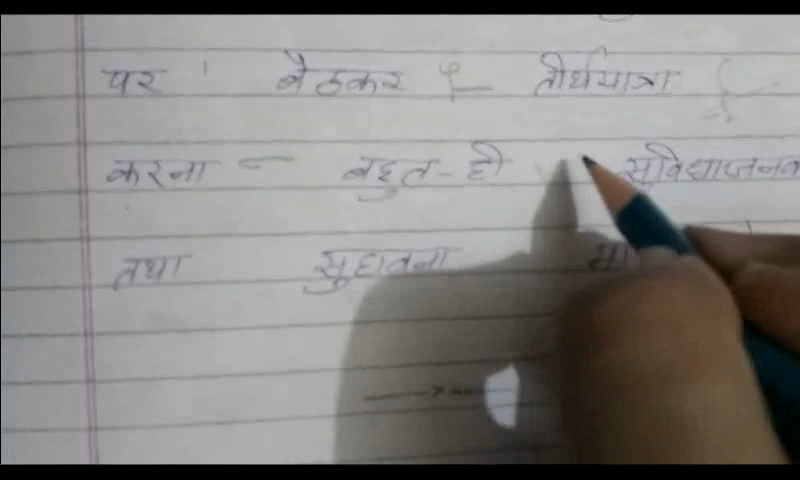 पर बैठकर तीर्थयात्रा
करना - बहुत-ही सुविधाजनक
तथा सुहावना